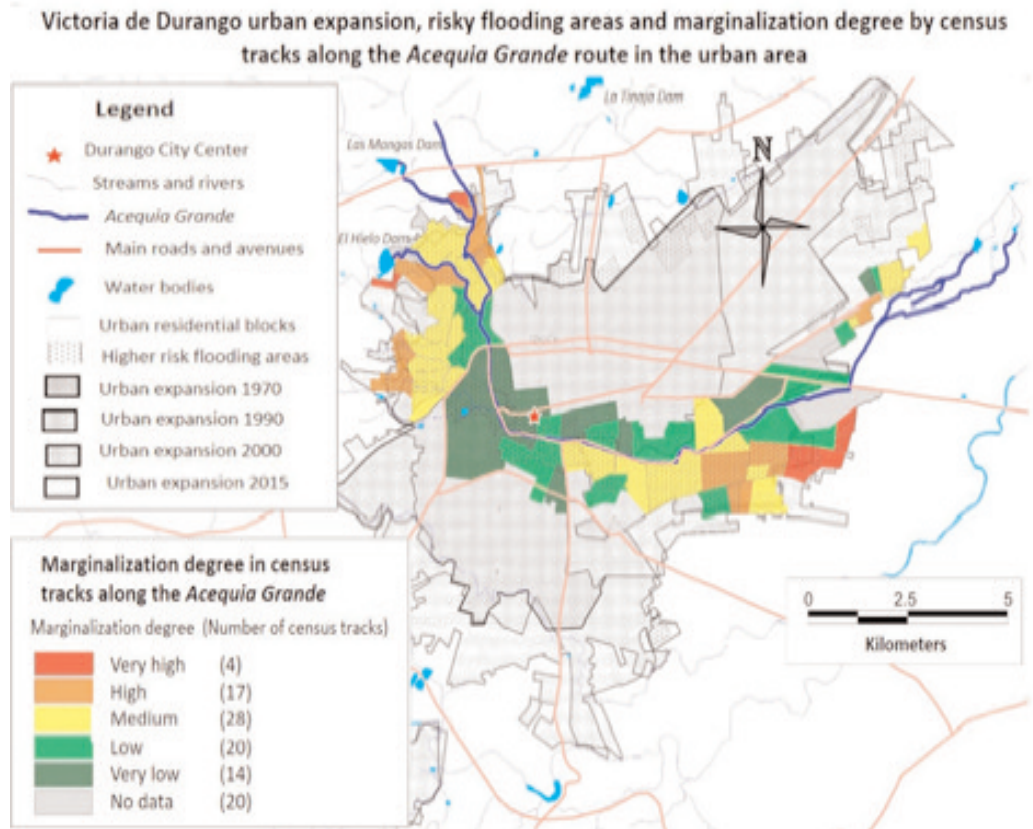 Victoria de Durango urban expansion, risky flooding areas and marginalization degree by census
tracks along the Acequia Grande route in the urban area
Legend
Durango City Center
Streams and rivers
Acequia Grande
Main roads and avenues
Water bodies
Urban residential blocks
Higher risk flooding areas
Urban expansion 1970
Urban expansion 1990
Urban expansion 2000
Urban expansion 2015
La Tinaja Dam
Las Mangas Dam
El Hielo Dam
N
Marginalization degree in census
tracks along the Acequia Grande
Marginalization degree (Number of census tracks)
Very high (4)
High (17)
Medium (28)
Low (20)
Very low (14)
No data (20)
0 2.5 5
Kilometers